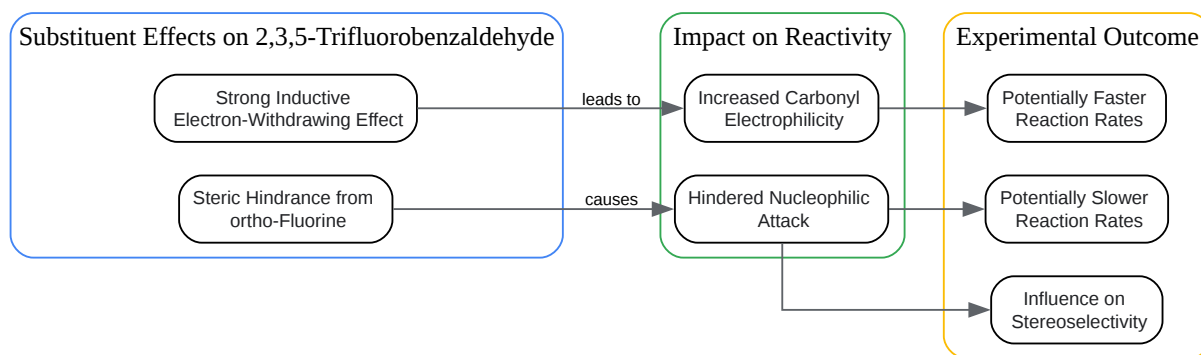 Substituent Effects on 2,3,5-Trifluorobenzaldehyde
Impact on Reactivity
Experimental Outcome
Strong Inductive
Electron-Withdrawing Effect
leads to
Increased Carbonyl
Electrophilicity
Potentially Faster
Reaction Rates
Steric Hindrance from
ortho-Fluorine
causes
Hindered Nucleophilic
Attack
Potentially Slower
Reaction Rates
Influence on
Stereoselectivity